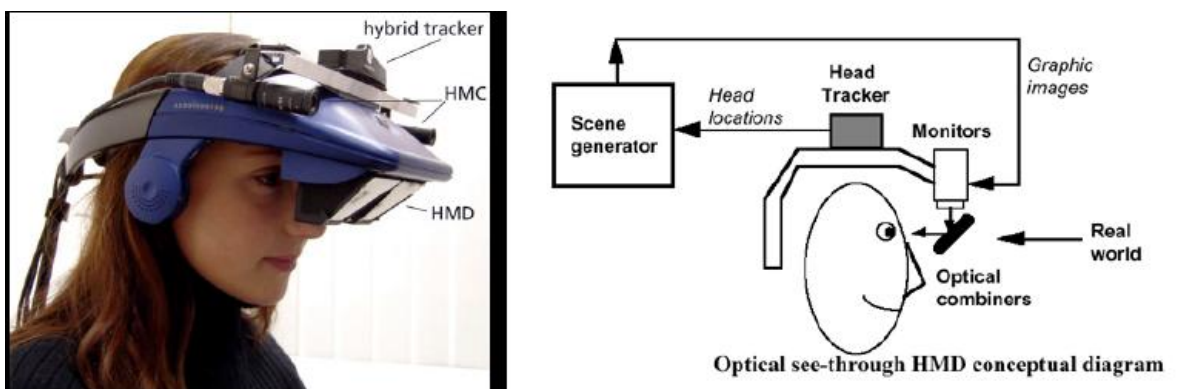 hybrid tracker
HMC
HMD
Scene
generator
Head
locations
Head
Tracker
Monitors
Graphic
images
Real
world
Optical
combiners
Optical see-through HMD conceptual diagram